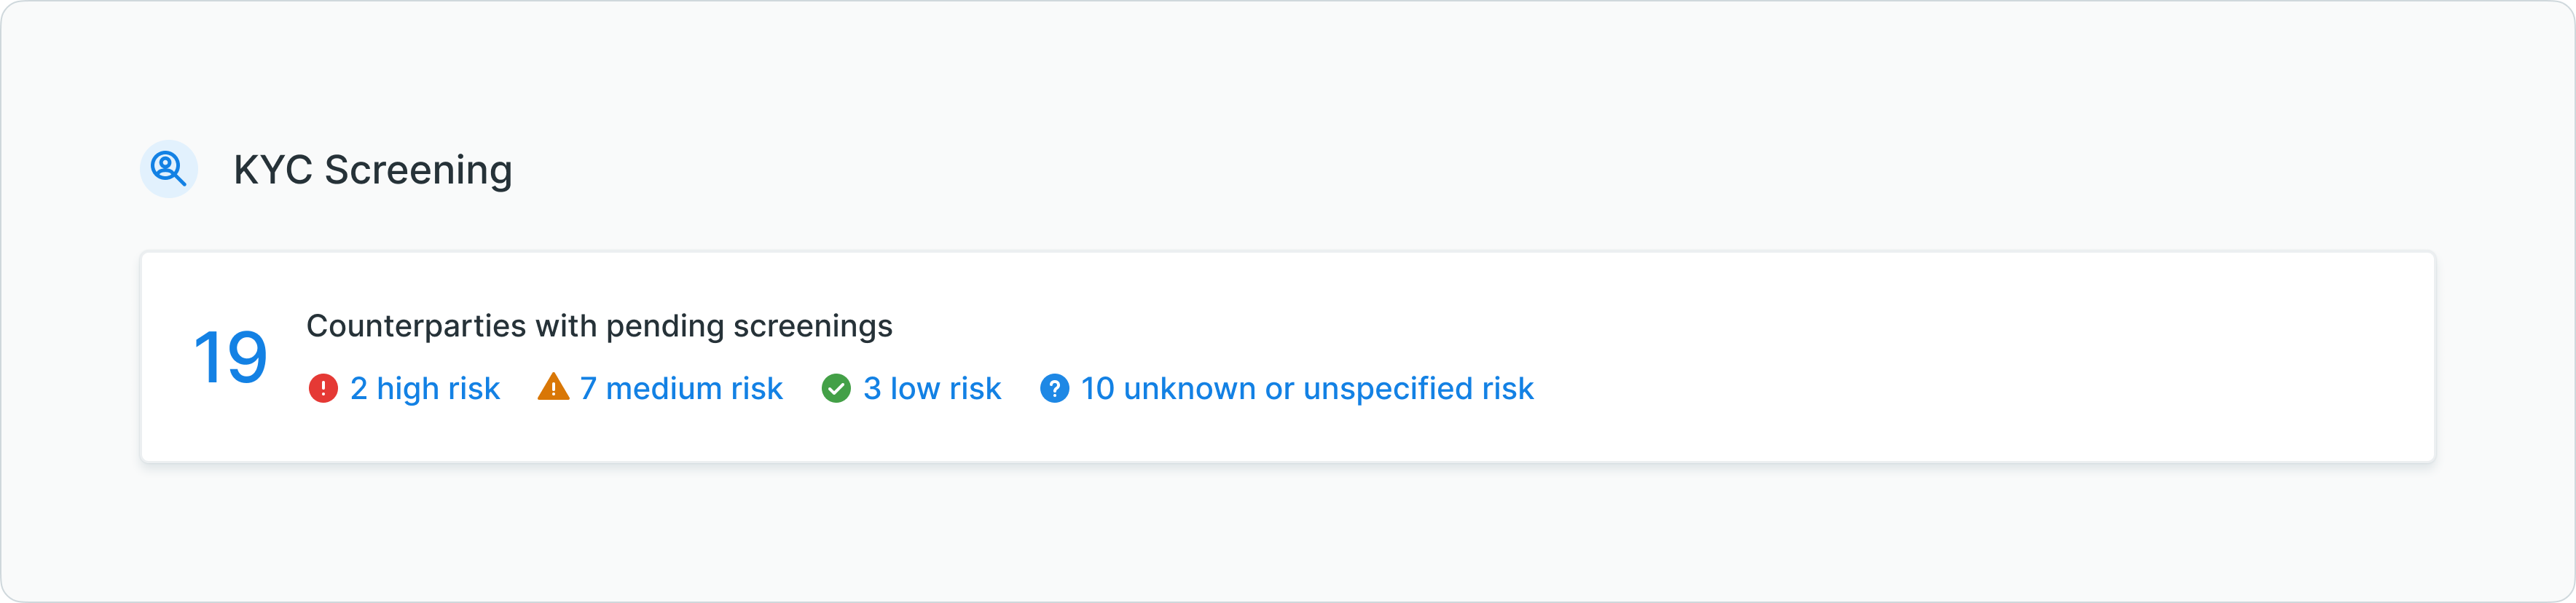 KYC Screening
19
Counterparties with pending screenings
2 high risk 7 medium risk 3 low risk 10 unknown or unspecified risk